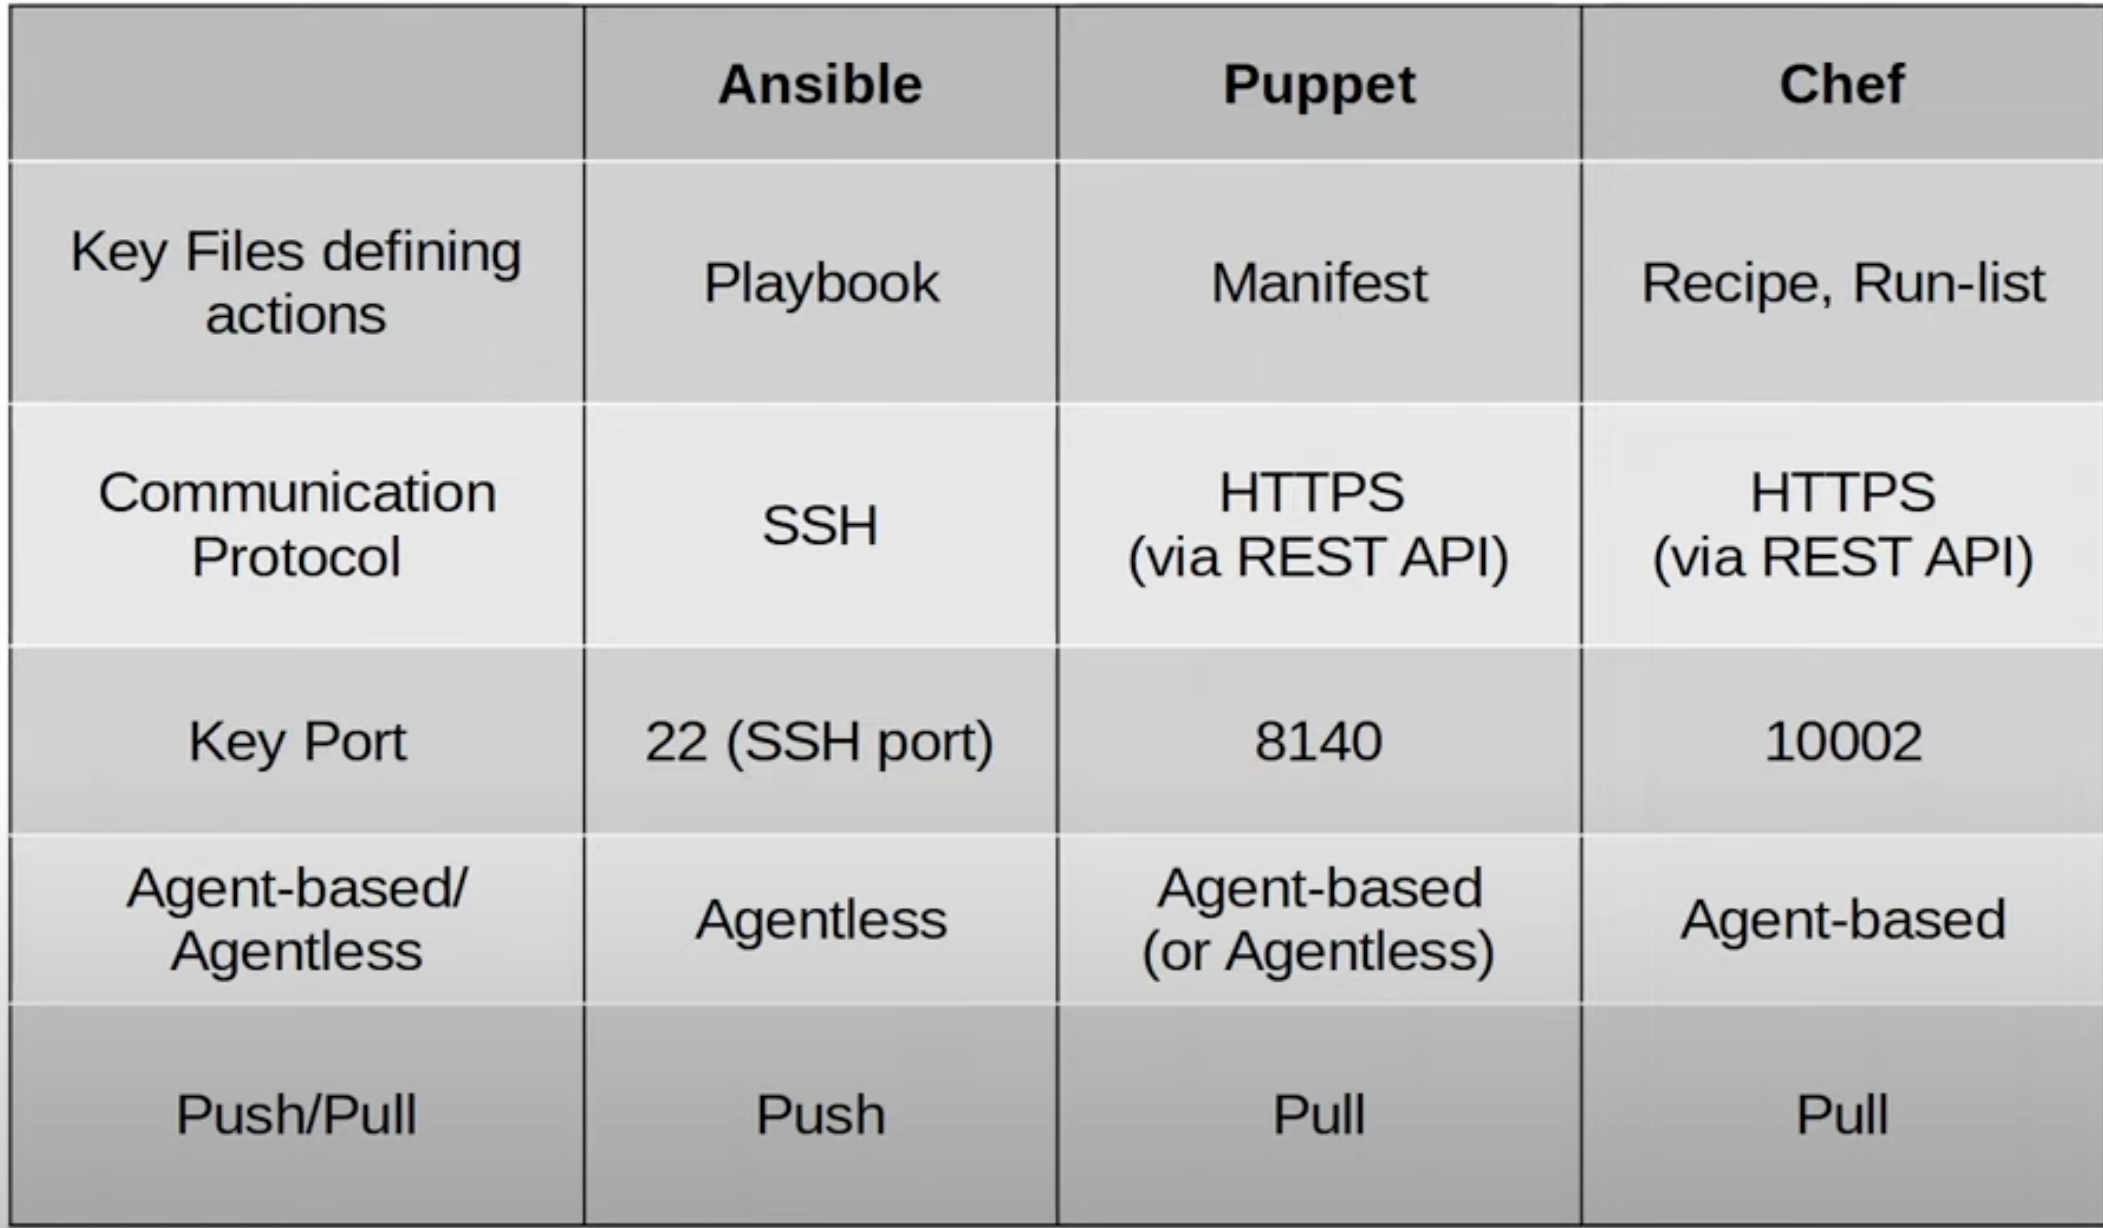 Ansible
Puppet
Chef
Key Files defining
actions
Playbook
Manifest
Recipe, Run-list
Communication
Protocol
SSH
HTTPS
(via REST API)
HTTPS
(via REST API)
Key Port
22 (SSH port)
8140
10002
Agent-based/
Agentless
Agentless
Agent-based
(or Agentless)
Agent-based
Push/Pull
Push
Pull
Pull